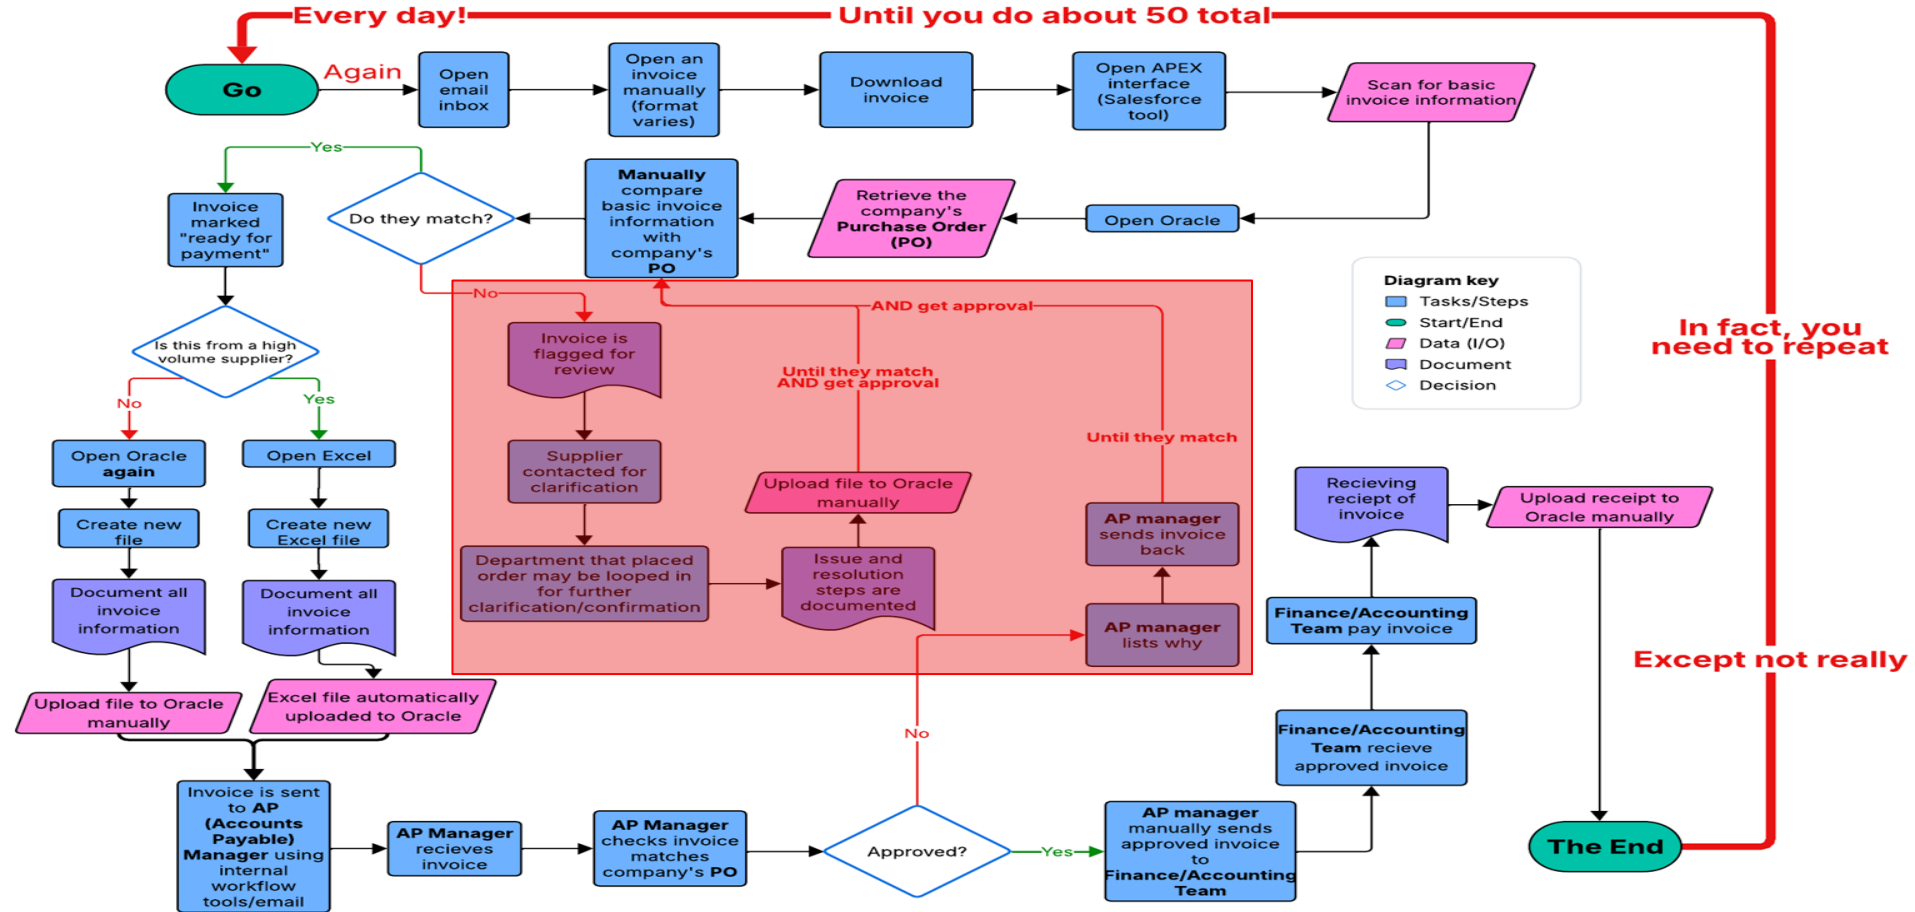 Every day!
Until you do about 50 total
Go
Again
Open
email
inbox
Open an
invoice
manually
(format
varies)
Download
invoice
Open APEX
interface
(Salesforce
tool)
Scan for basic
invoice information
Yes
Invoice
marked
"ready for
payment"
Do they match?
Manually
compare
basic invoice
information
with
company's
PO
Retrieve the
company's
Purchase Order
(PO)
Open Oracle
No
Invoice is
flagged for
review
AND get approval
Until they match
AND get approval
Until they match
Diagram key
Tasks/Steps
Start/End
Data (I/O)
Document
Decision
In fact, you
need to repeat
Is this from a high
volume supplier?
No
Yes
Open Oracle
again
Open Excel
Create new
file
Create new
Excel file
Document all
invoice
information
Document all
invoice
information
Upload file to Oracle
manually
Excel file automatically
uploaded to Oracle
Supplier
contacted for
clarification
Department that placed
order may be looped in
for further
clarification/confirmation
Issue and
resolution
steps are
documented
Upload file to Oracle
manually
AP manager
sends invoice
back
AP manager
lists why
Recieving
reciept of
invoice
Upload receipt to
Oracle manually
Finance/Accounting
Team pay invoice
Except not really
Finance/Accounting
Team recieve
approved invoice
No
Invoice is sent
to AP
(Accounts
Payable)
Manager using
internal
workflow
tools/email
AP Manager
recieves
invoice
AP Manager
checks invoice
matches
company's PO
Approved?
Yes
AP manager
manually sends
approved invoice
to
Finance/Accounting
Team
The End